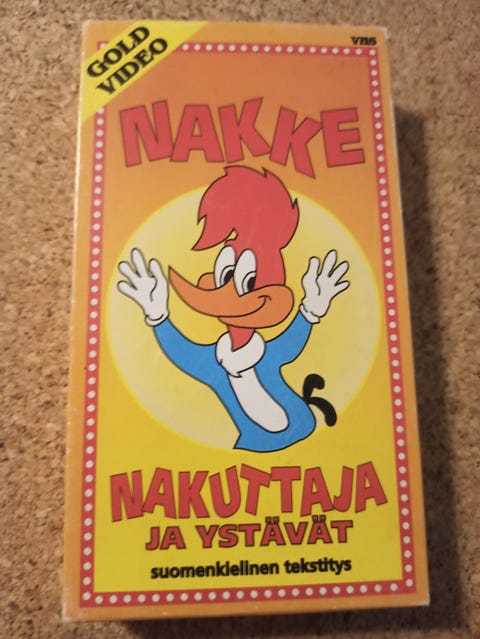 GOLD
VIDEO
VHS
NAKKE
NAKUTTAJA
JA YSTÄVÄT
suomenkielinen tekstitys